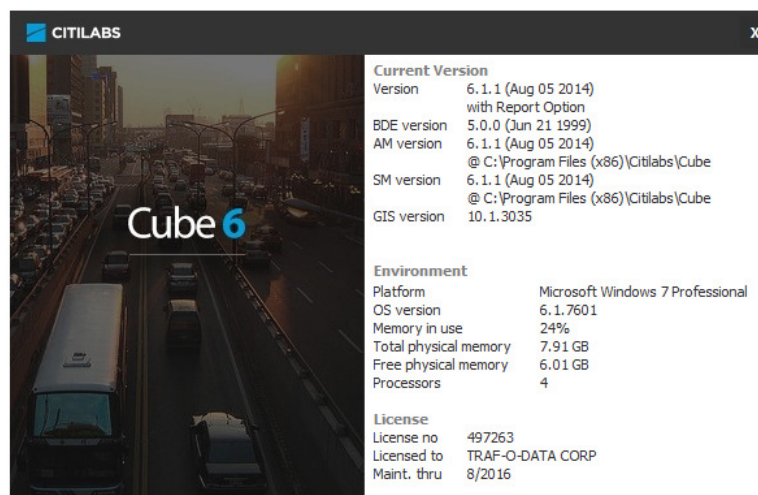 CITILABS
X
Cube 6
Current Version
Version 6.1.1 (Aug 05 2014)
with Report Option
BDE version 5.0.0 (Jun 21 1999)
AM version 6.1.1 (Aug 05 2014)
@ C:\Program Files (x86)\Citilabs\Cube
SM version 6.1.1 (Aug 05 2014)
@ C:\Program Files (x86)\Citilabs\Cube
GIS version 10.1.3035
Environment
Platform Microsoft Windows 7 Professional
OS version 6.1.7601
Memory in use 24%
Total physical memory 7.91 GB
Free physical memory 6.01 GB
Processors 4
License
License no 497263
Licensed to TRAF-O-DATA CORP
Maint. thru 8/2016